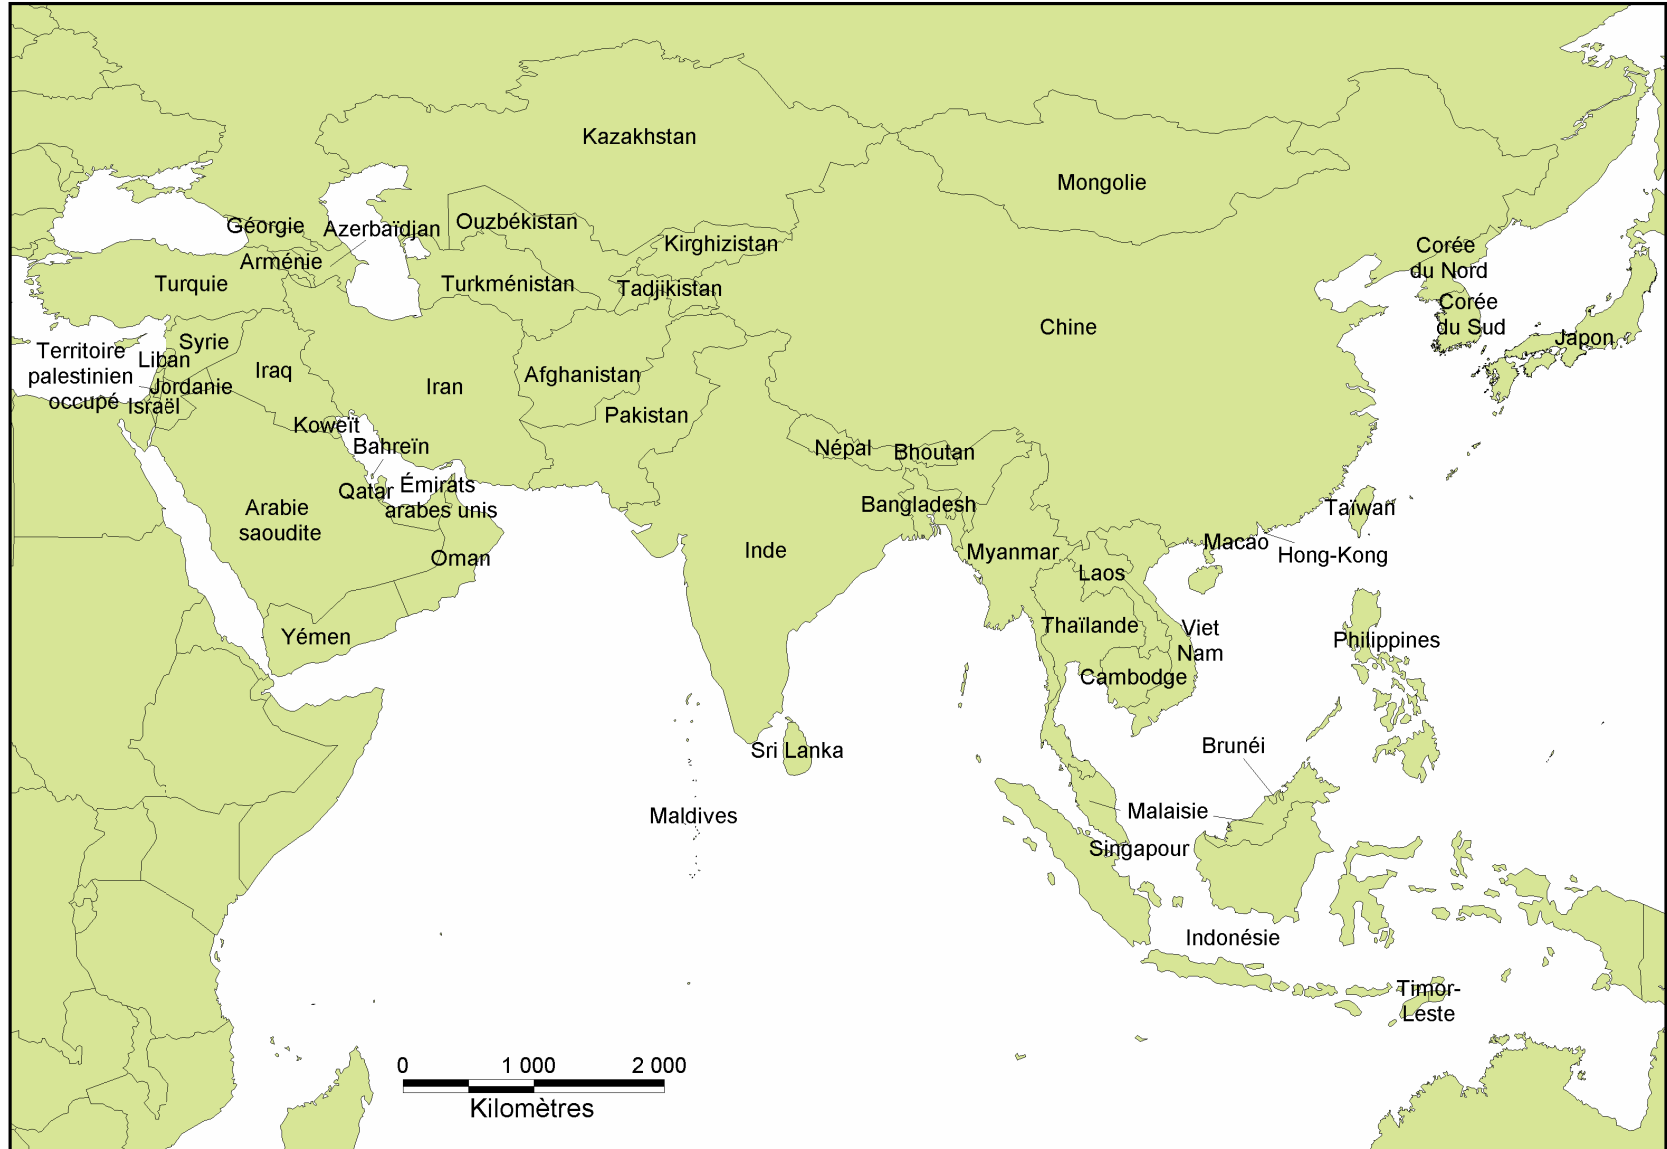 Kazakhstan
Mongolie
Géorgie
Azerbaïdjan
Ouzbékistan
Kirghizistan
Corée
du Nord
Arménie
Turquie
Turkménistan
Tadjikistan
Corée
du Sud
Chine
Japon
Syrie
Territoire
palestinien
occupé
Liban
Jordanie
Israël
Iraq
Iran
Afghanistan
Pakistan
Koweït
Bahreïn
Népal
Bhoutan
Qatar
Émirats
arabes unis
Arabie
saoudite
Bangladesh
Taïwan
Oman
Inde
Myanmar
Macao
Hong-Kong
Laos
Yémen
Thaïlande
Viet
Nam
Philippines
Cambodge
Sri Lanka
Brunéi
Maldives
Malaisie
Singapour
Indonésie
Timor-
Leste
0 1 000 2 000
Kilomètres